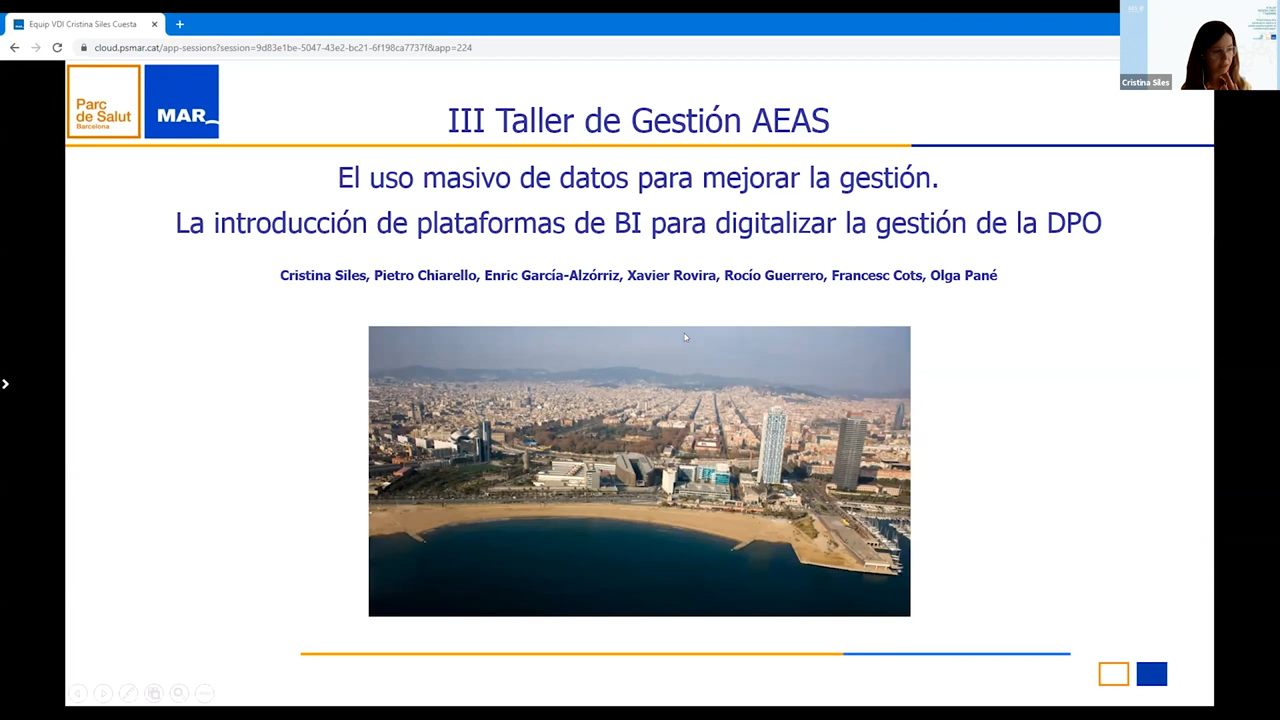 Equip VDI Cristina Siles Cuesta
cloud.psmar.cat/app-sessions?session=9d83e1be-5047-43e2-bc21-6f198ca7737f&app=224
Cristina Siles
Parc
de Salut
Barcelona
MAR
III Taller de Gestión AEAS
El uso masivo de datos para mejorar la gestión.
La introducción de plataformas de BI para digitalizar la gestión de la DPO
Cristina Siles, Pietro Chiarello, Enric García-Alzórriz, Xavier Rovira, Rocío Guerrero, Francesc Cots, Olga Pané